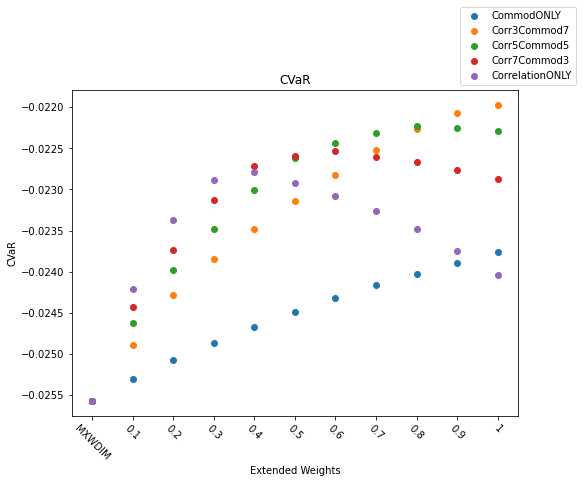 CommodONLY
Corr3Commod7
Corr5Commod5
Corr7Commod3
CorrelationONLY
CVaR
−0.0220
−0.0225
−0.0230
−0.0235
−0.0240
−0.0245
−0.0250
−0.0255
CVaR
MXWDIM
0.1
0.2
0.3
0.4
0.5
0.6
0.7
0.8
0.9
1
Extended Weights